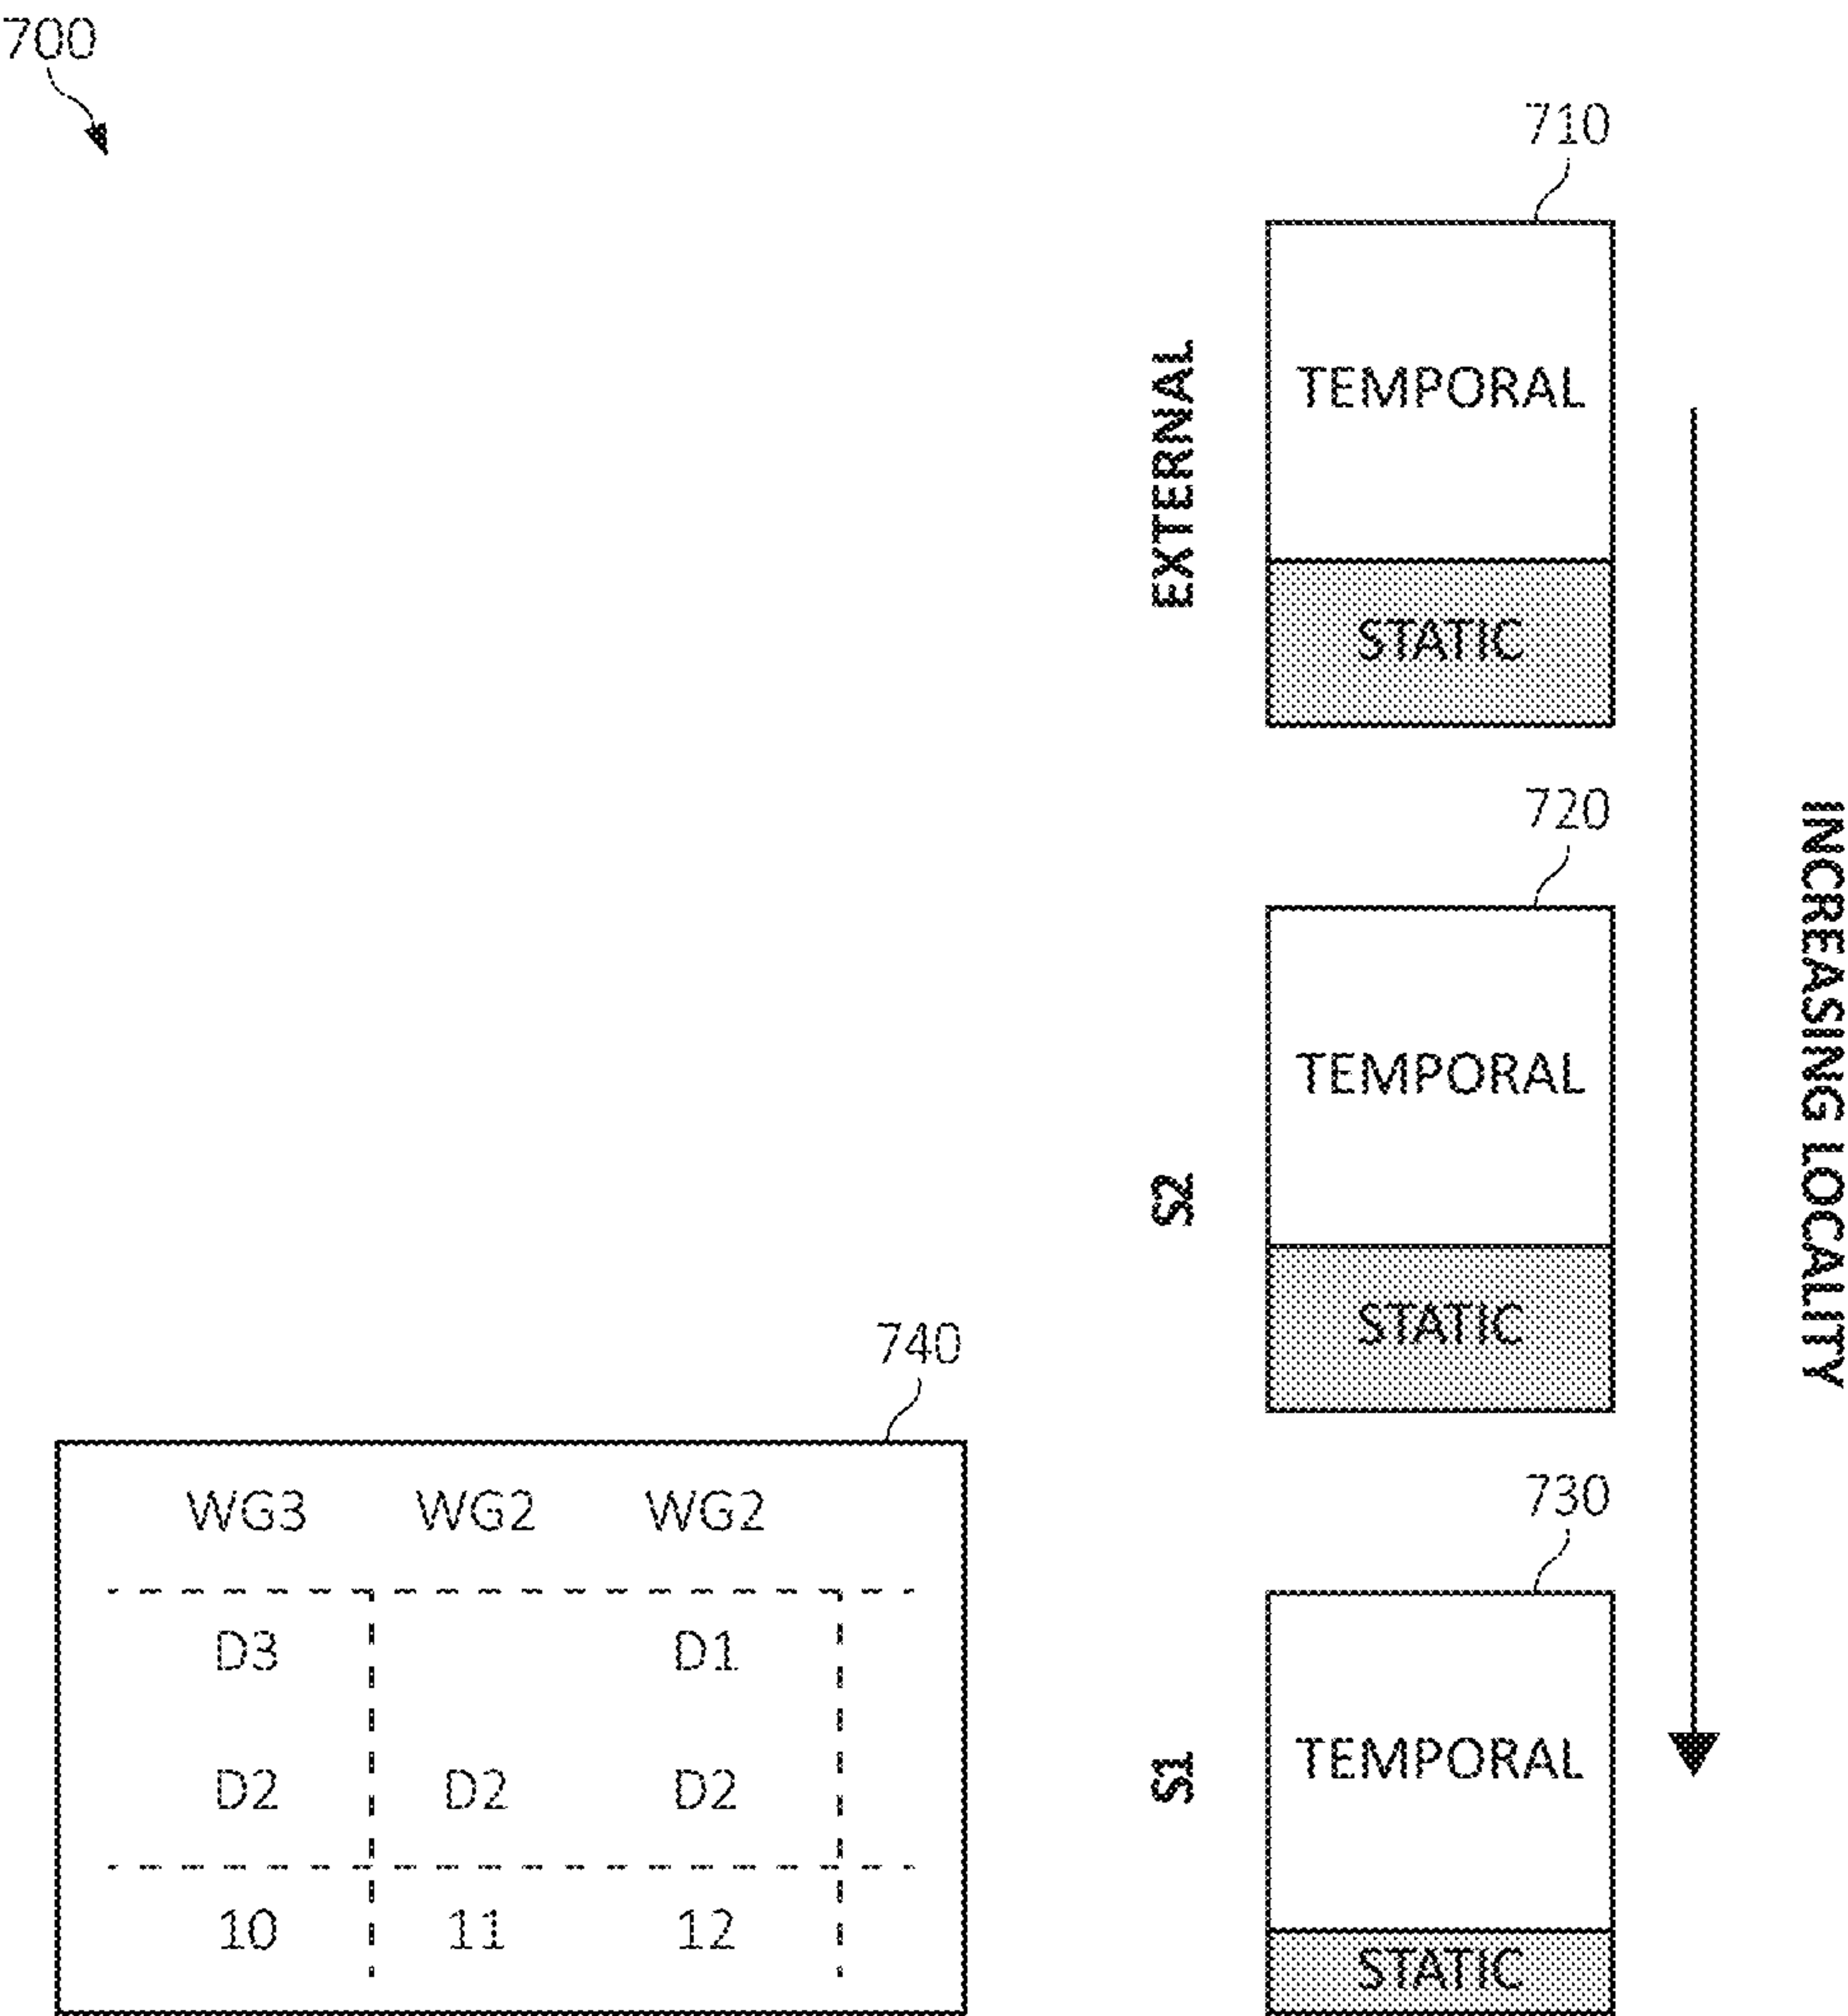 700
710
EXTERNAL
TEMPORAL
STATIC
720
S2
TEMPORAL
STATIC
INCREASING LOCALITY
740
WG3 WG2 WG2
D3 D1
D2 D2 D2
10 11 12
730
S1
TEMPORAL
STATIC